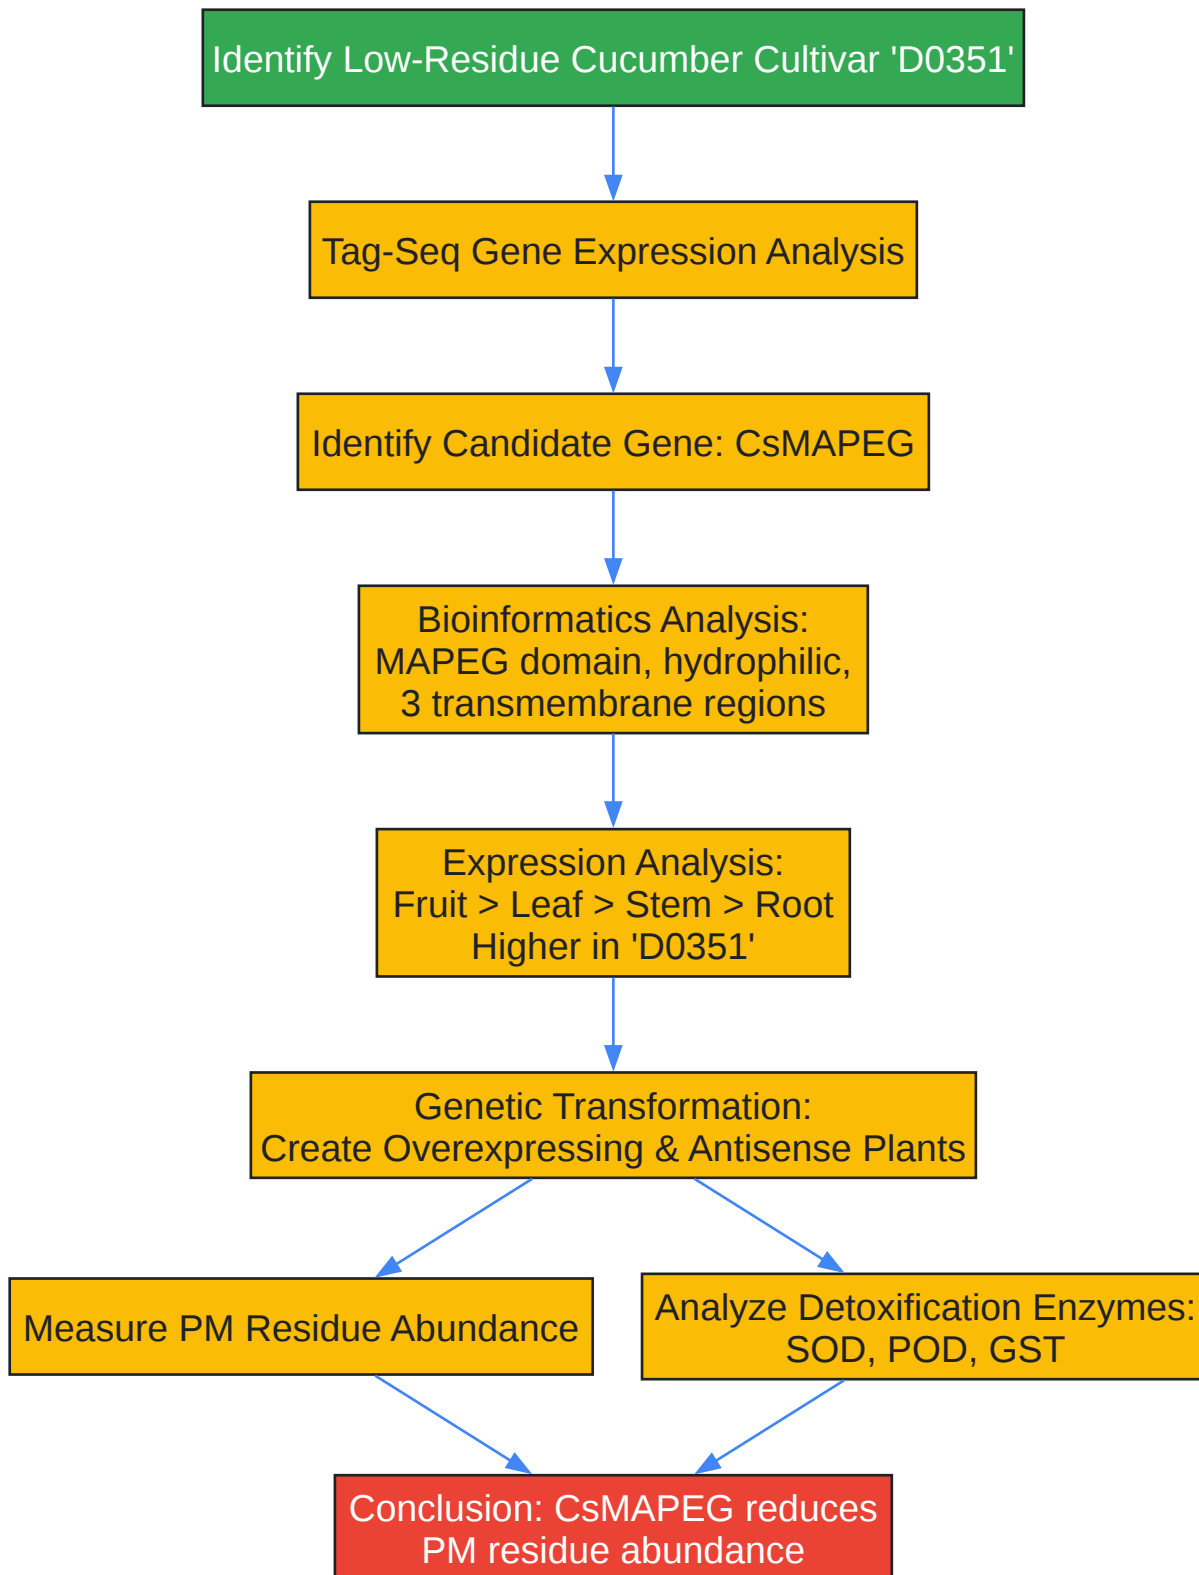 Identify Low-Residue Cucumber Cultivar 'D0351'
Tag-Seq Gene Expression Analysis
Identify Candidate Gene: CsMAPEG
Bioinformatics Analysis:
MAPEG domain, hydrophilic,
3 transmembrane regions
Expression Analysis:
Fruit > Leaf > Stem > Root
Higher in 'D0351'
Genetic Transformation:
Create Overexpressing & Antisense Plants
Measure PM Residue Abundance
Analyze Detoxification Enzymes:
SOD, POD, GST
Conclusion: CsMAPEG reduces
PM residue abundance